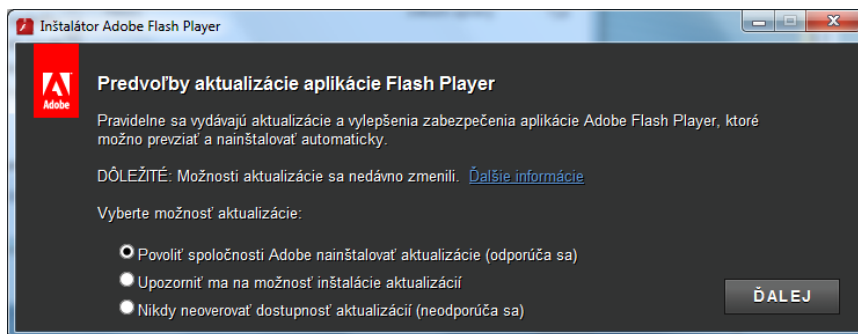 Inštalátor Adobe Flash Player
Adobe
Predvoľby aktualizácie aplikácie Flash Player
Pravidelne sa vydávajú aktualizácie a vylepšenia zabezpečenia aplikácie Adobe Flash Player, ktoré
možno prevziať a nainštalovať automaticky.
DÔLEŽITÉ: Možnosti aktualizácie sa nedávno zmenili. Ďalšie informácie
Vyberte možnosť aktualizácie:
Povoliť spoločnosti Adobe nainštalovať aktualizácie (odporúča sa)
Upozorniť ma na možnosť inštalácie aktualizácií
Nikdy neoverovať dostupnosť aktualizácií (neodporúča sa)
ĎALEJ